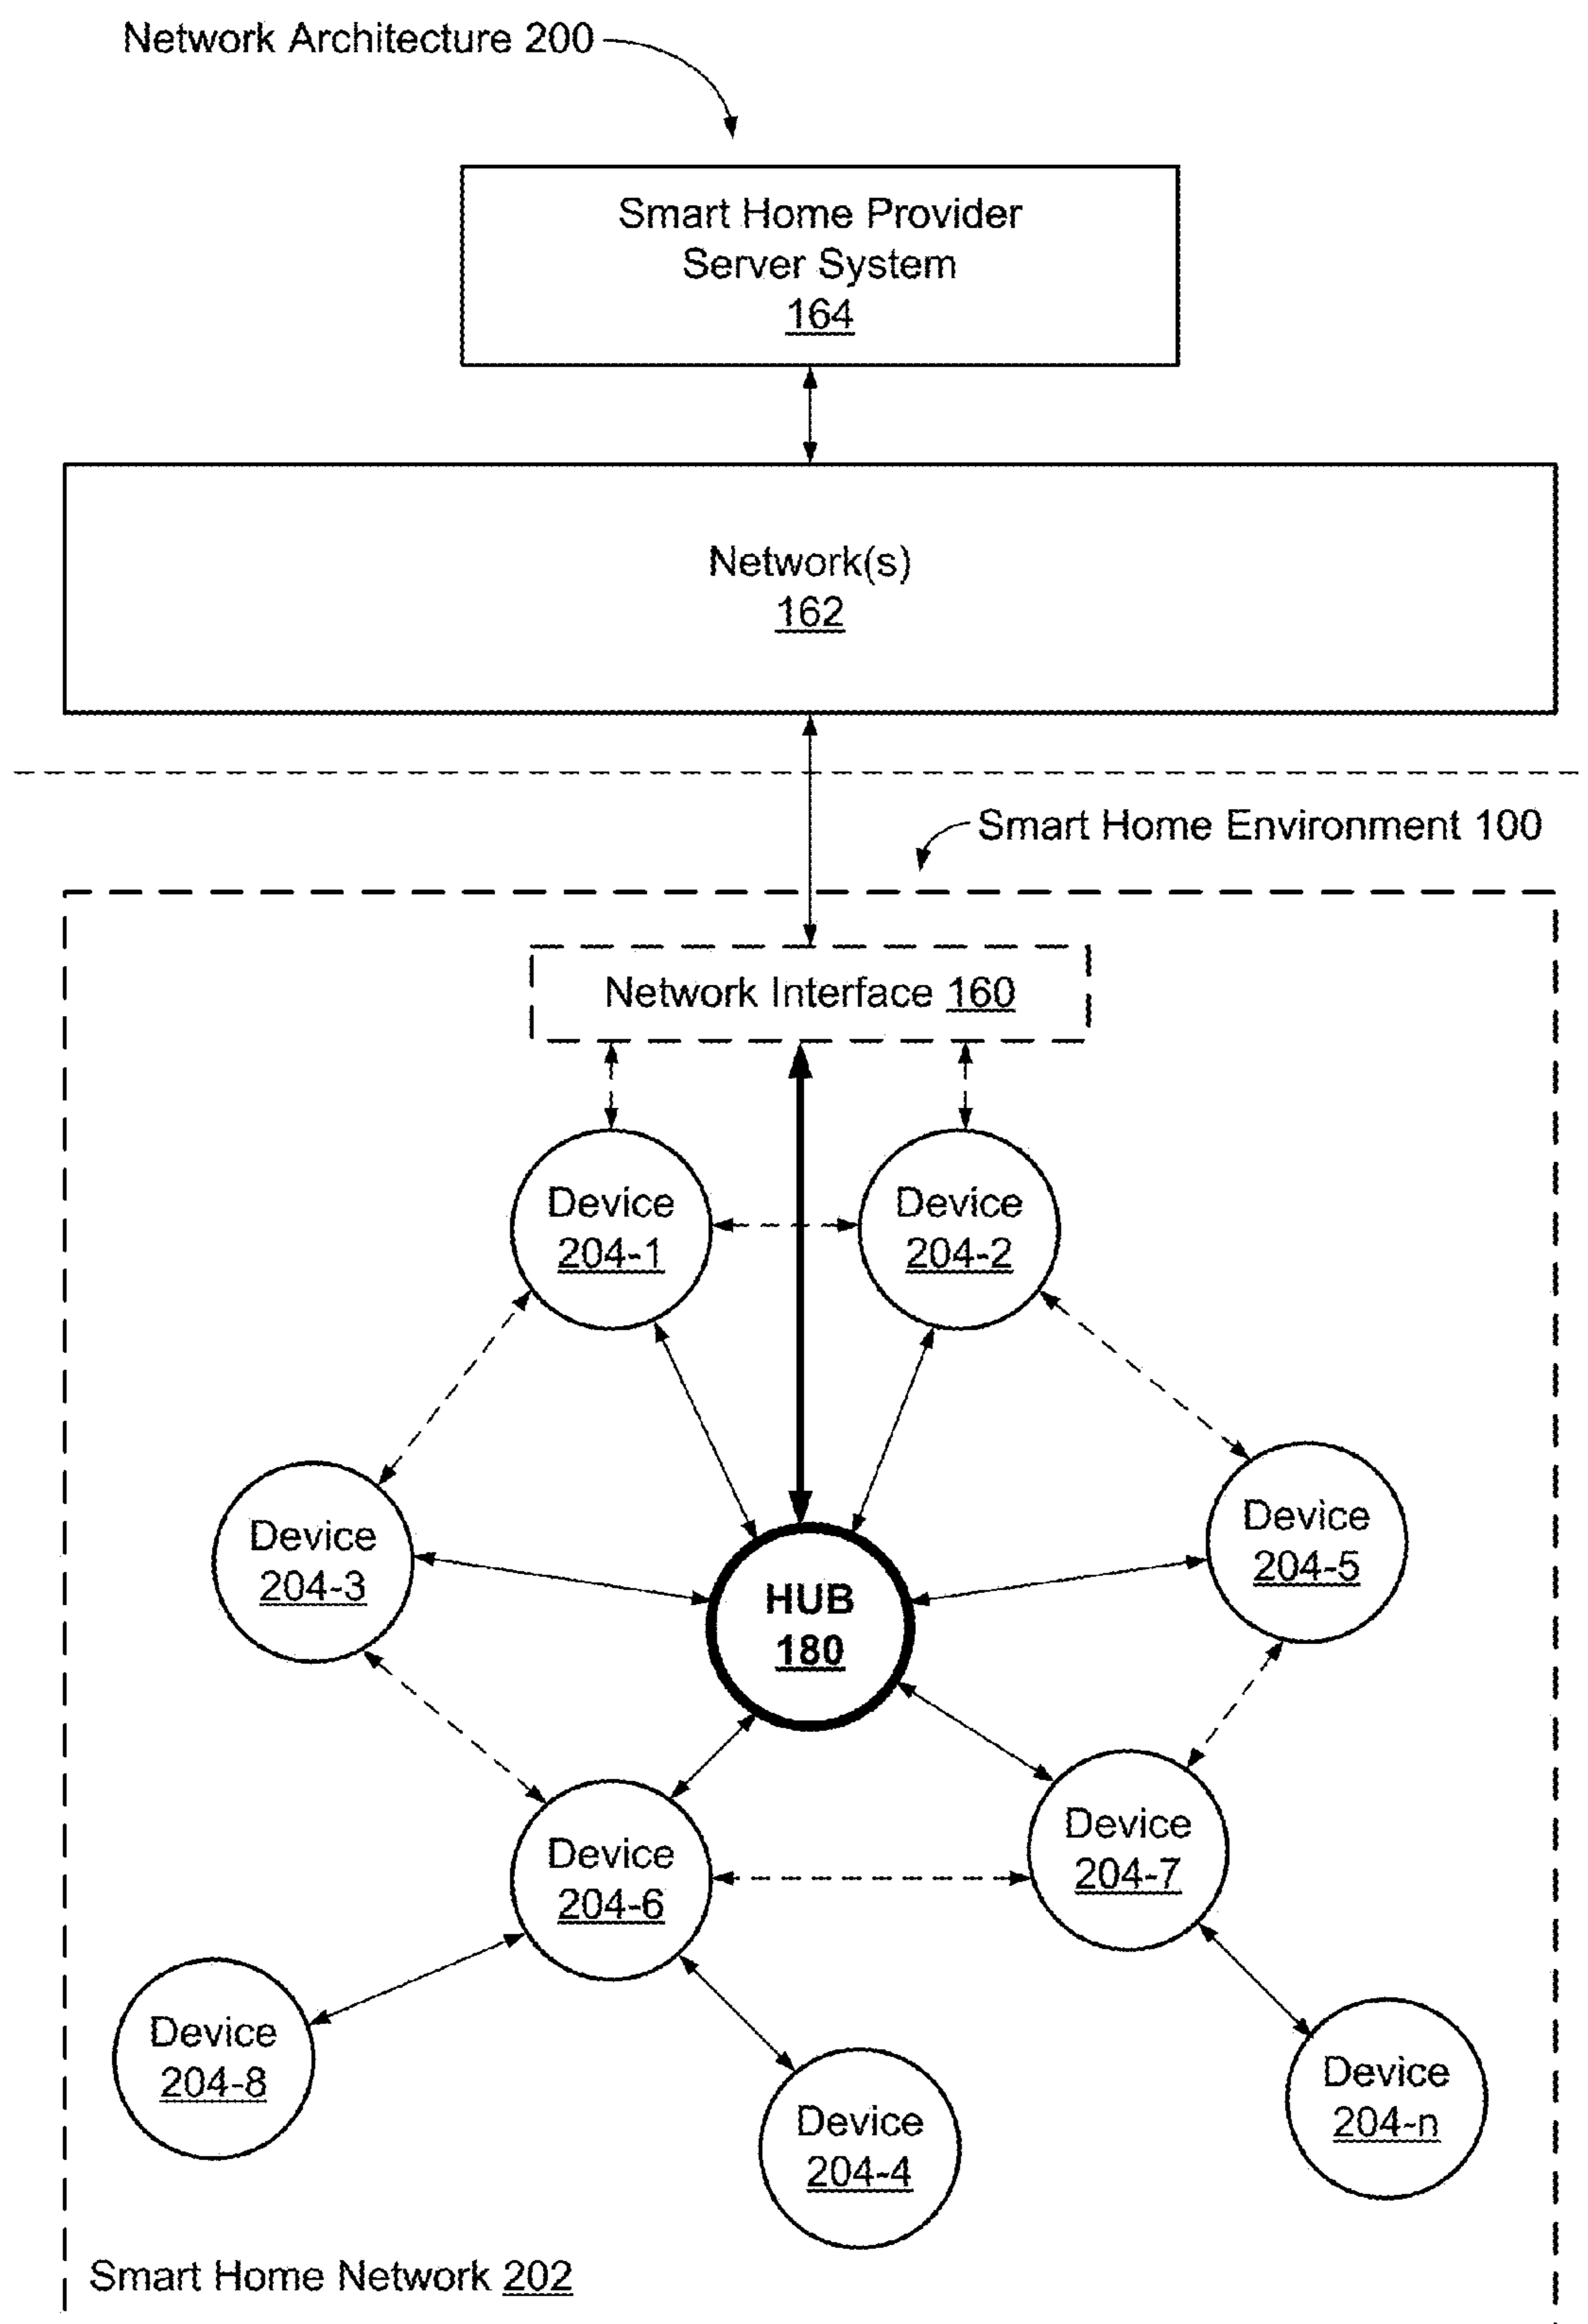 Network Architecture 200
Smart Home Provider
Server System
164
Network(s)
162
Smart Home Environment 100
Network Interface 160
Device
204-1
Device
204-2
Device
204-3
Device
204-5
HUB
180
Device
204-6
Device
204-7
Device
204-8
Device
204-4
Device
204-n
Smart Home Network 202